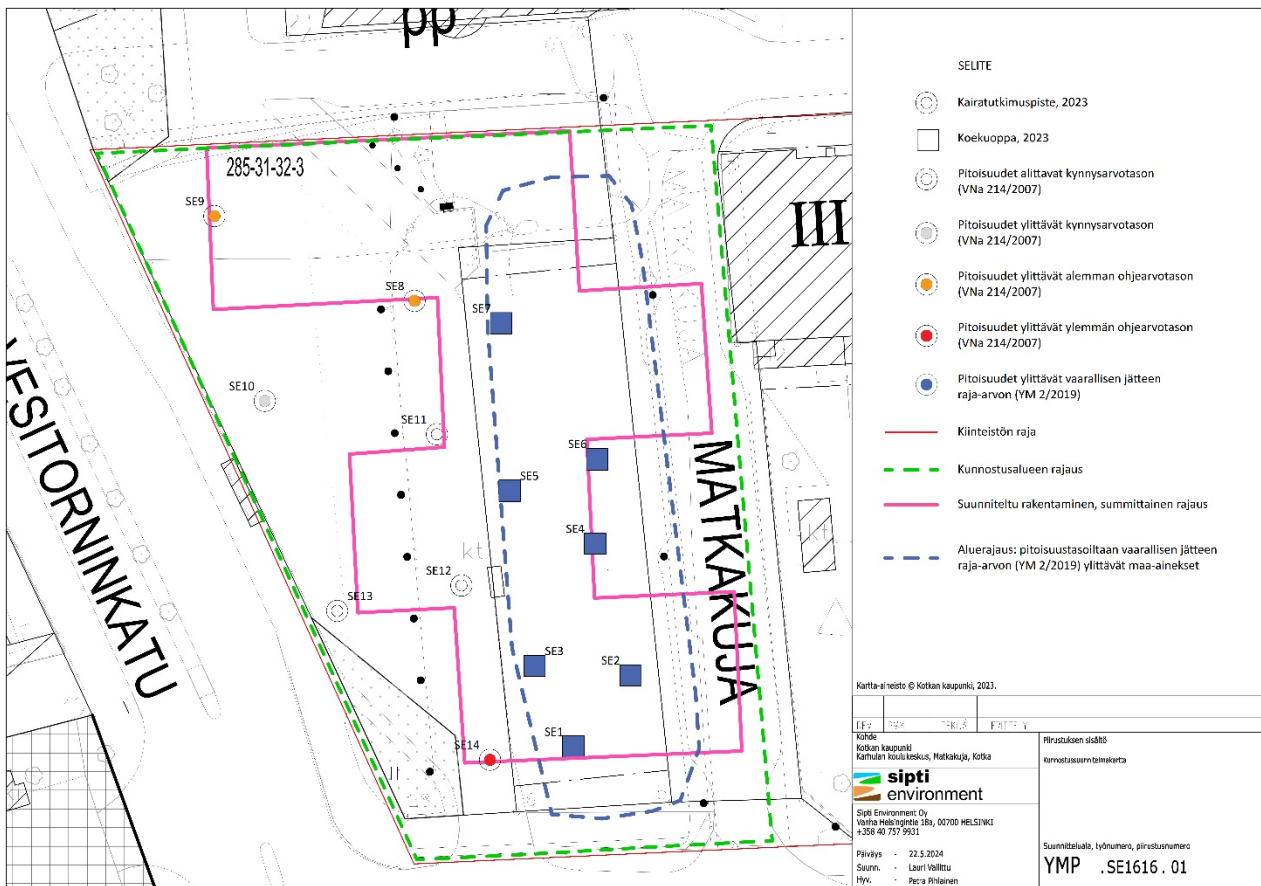 pp
285-31-32-3
III
SE9
SE8
SE7
SE10
SE11
SE6
SE5
SE4
kt
kt
SE12
SE13
SE3
SE2
SE1
SE14
II
VESITORNINKATU
MATKAKUJA
SELITE
Kairatutkimuspiste, 2023
Koekuoppa, 2023
Pitoisuudet alittavat kynnysarvotason
(VNa 214/2007)
Pitoisuudet ylittävät kynnysarvotason
(VNa 214/2007)
Pitoisuudet ylittävät alemman ohjearvotason
(VNa 214/2007)
Pitoisuudet ylittävät ylemmän ohjearvotason
(VNa 214/2007)
Pitoisuudet ylittävät vaarallisen jätteen
raja-arvon (YM 2/2019)
Kiinteistön raja
Kunnostusalueen rajaus
Suunniteltu rakentaminen, summittainen rajaus
Aluerajaus: pitoisuustasoiltaan vaarallisen jätteen
raja-arvon (YM 2/2019) ylittävät maa-ainekset
Kartta-aineisto © Kotkan kaupunki, 2023.
Kohde
Kotkan kaupunki
Karhulan koulukeskus, Matkakuja, Kotka
Piirustuksen sisältö
Kunnostussuunnitelmakartta
sipti
environment
Sipti Environment Oy
Vanha Helsingintie 18a, 00700 HELSINKI
+358 40 757 9931
Päiväys - 22.5.2024
Suunn. - Lauri Vallittu
Hyv. - Petra Pihlainen
Suunnitteluala, työnumero, piirustusnumero
YMP .SE1616 . 01